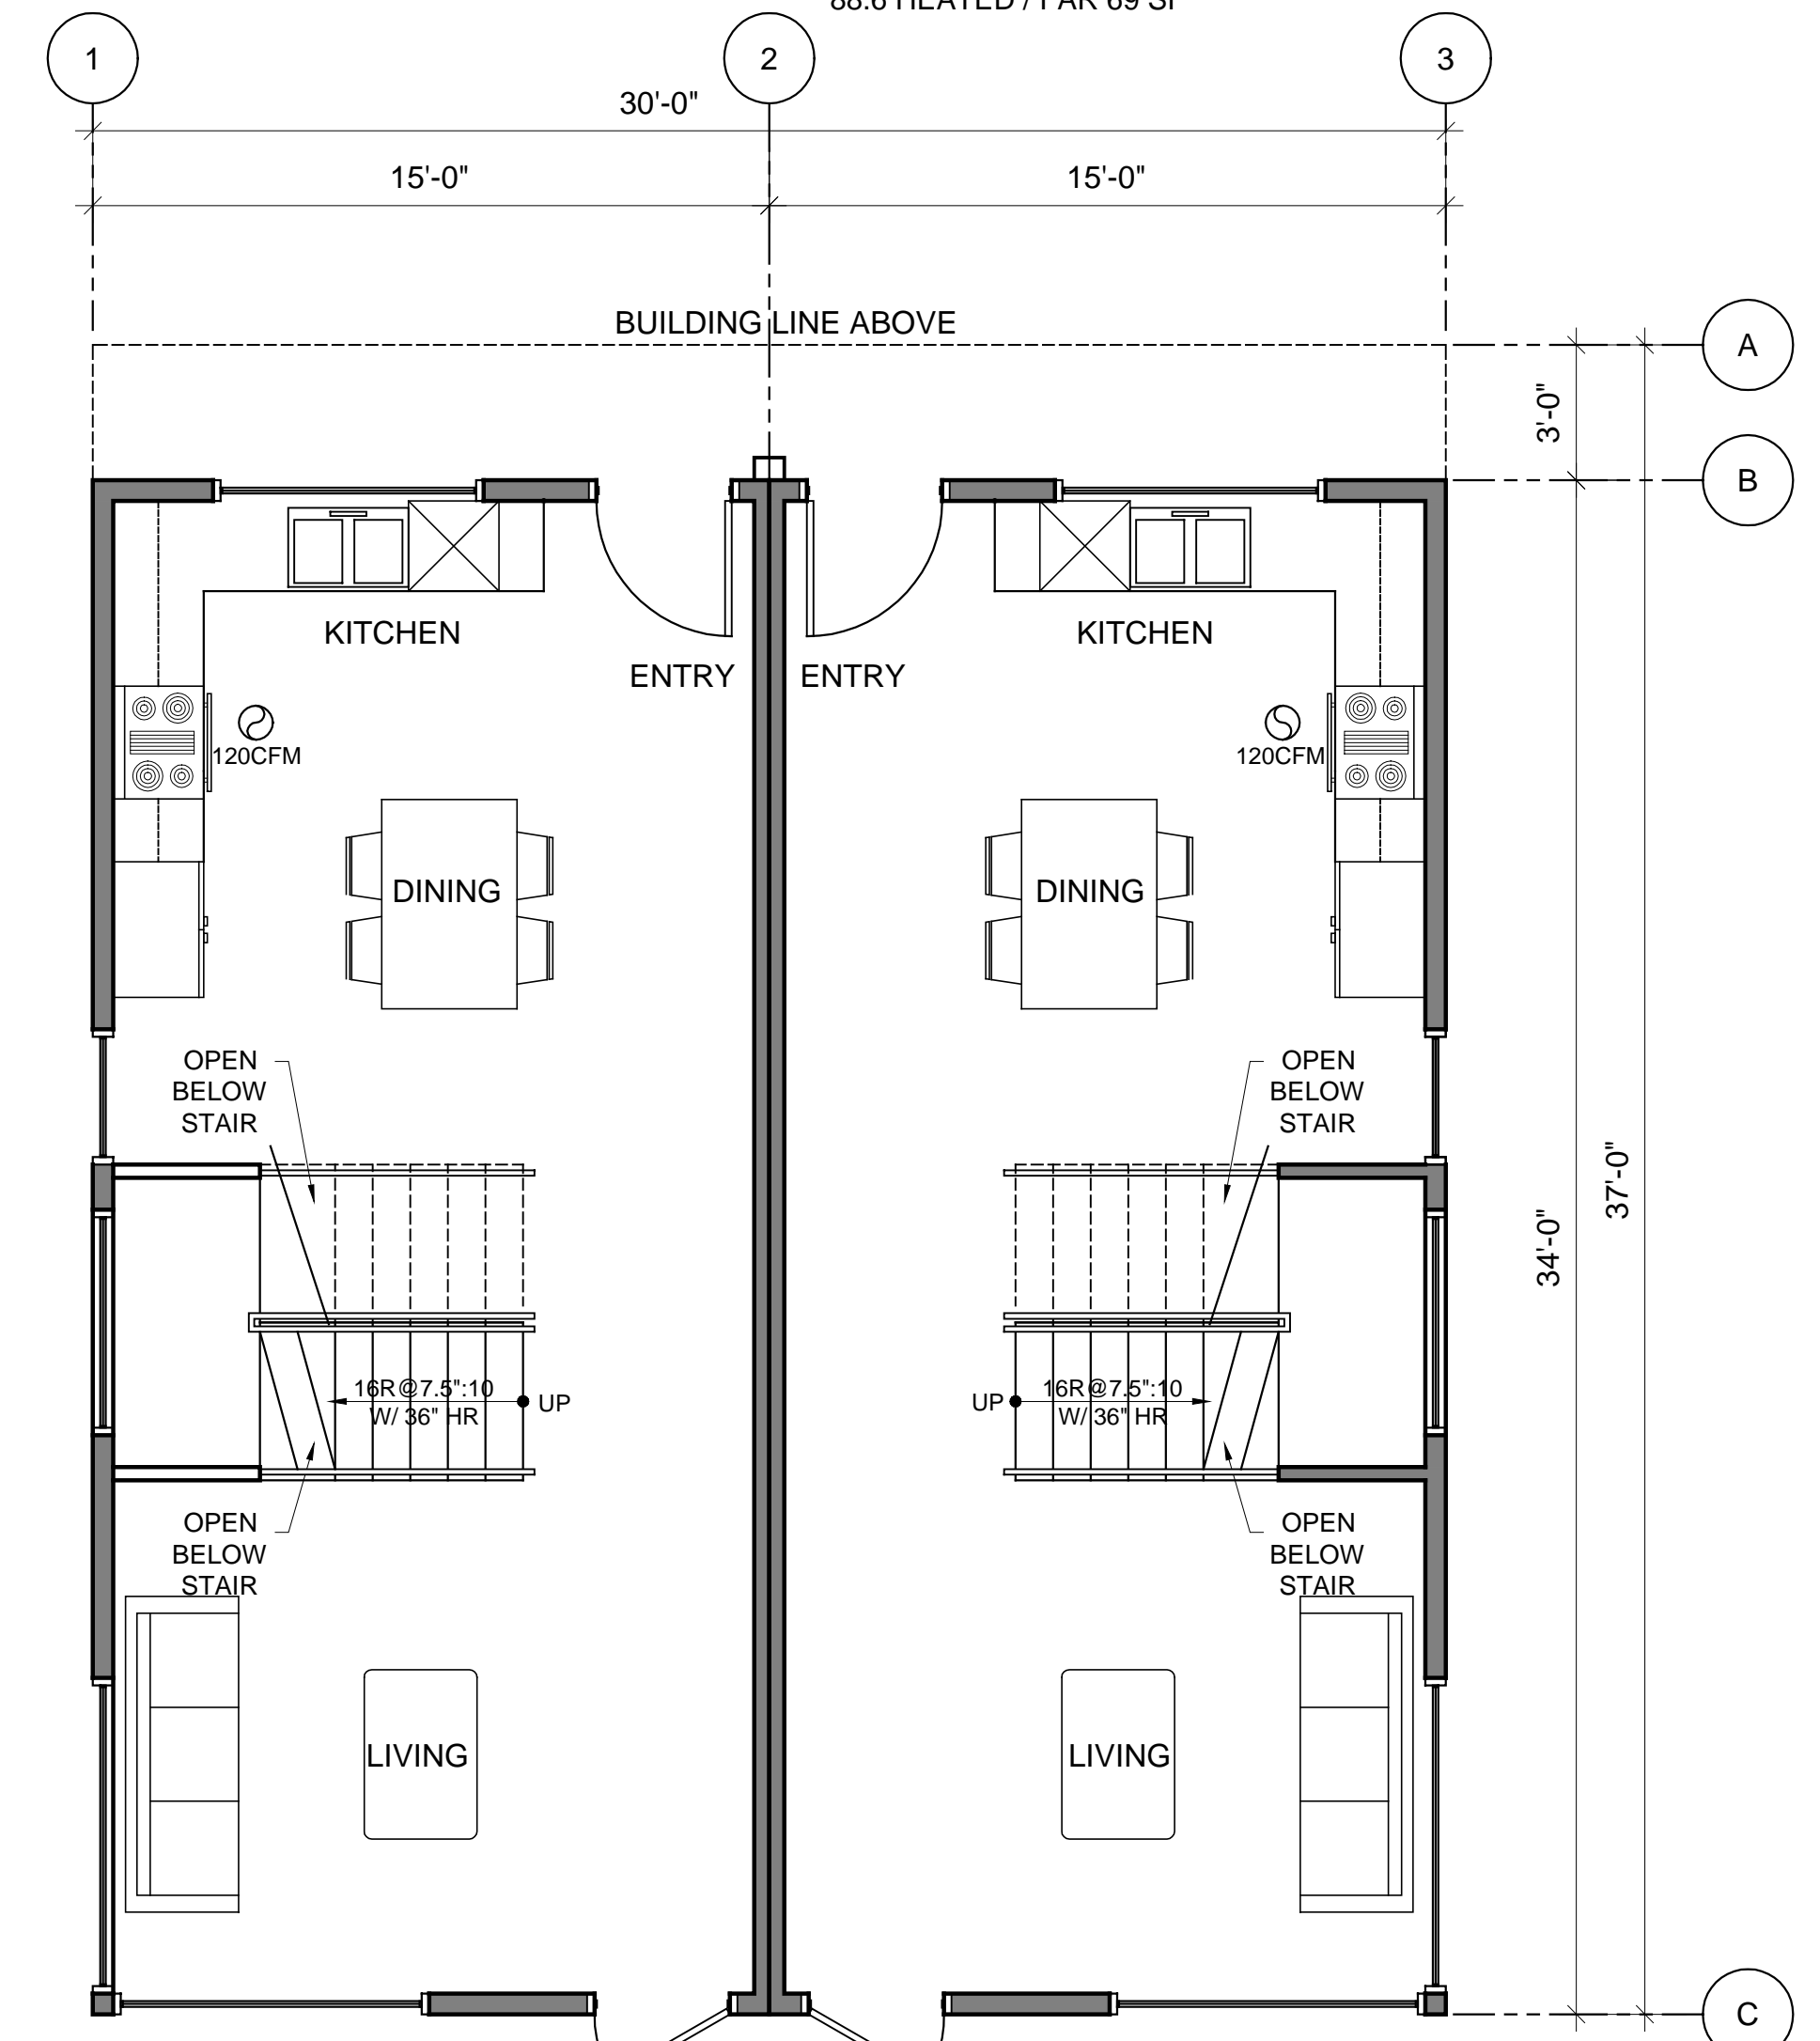 1
2
3
30'-0"
15'-0"
15'-0"
BUILDING LINE ABOVE
A
3'-0"
B
KITCHEN
KITCHEN
ENTRY
ENTRY
120CFM
120CFM
DINING
DINING
OPEN
BELOW
STAIR
OPEN
BELOW
STAIR
37'-0"
34'-0"
16R@7.5":10
W/ 36" HR
UP
UP
16R@7.5":10
W/ 36" HR
OPEN
BELOW
STAIR
OPEN
BELOW
STAIR
LIVING
LIVING
C